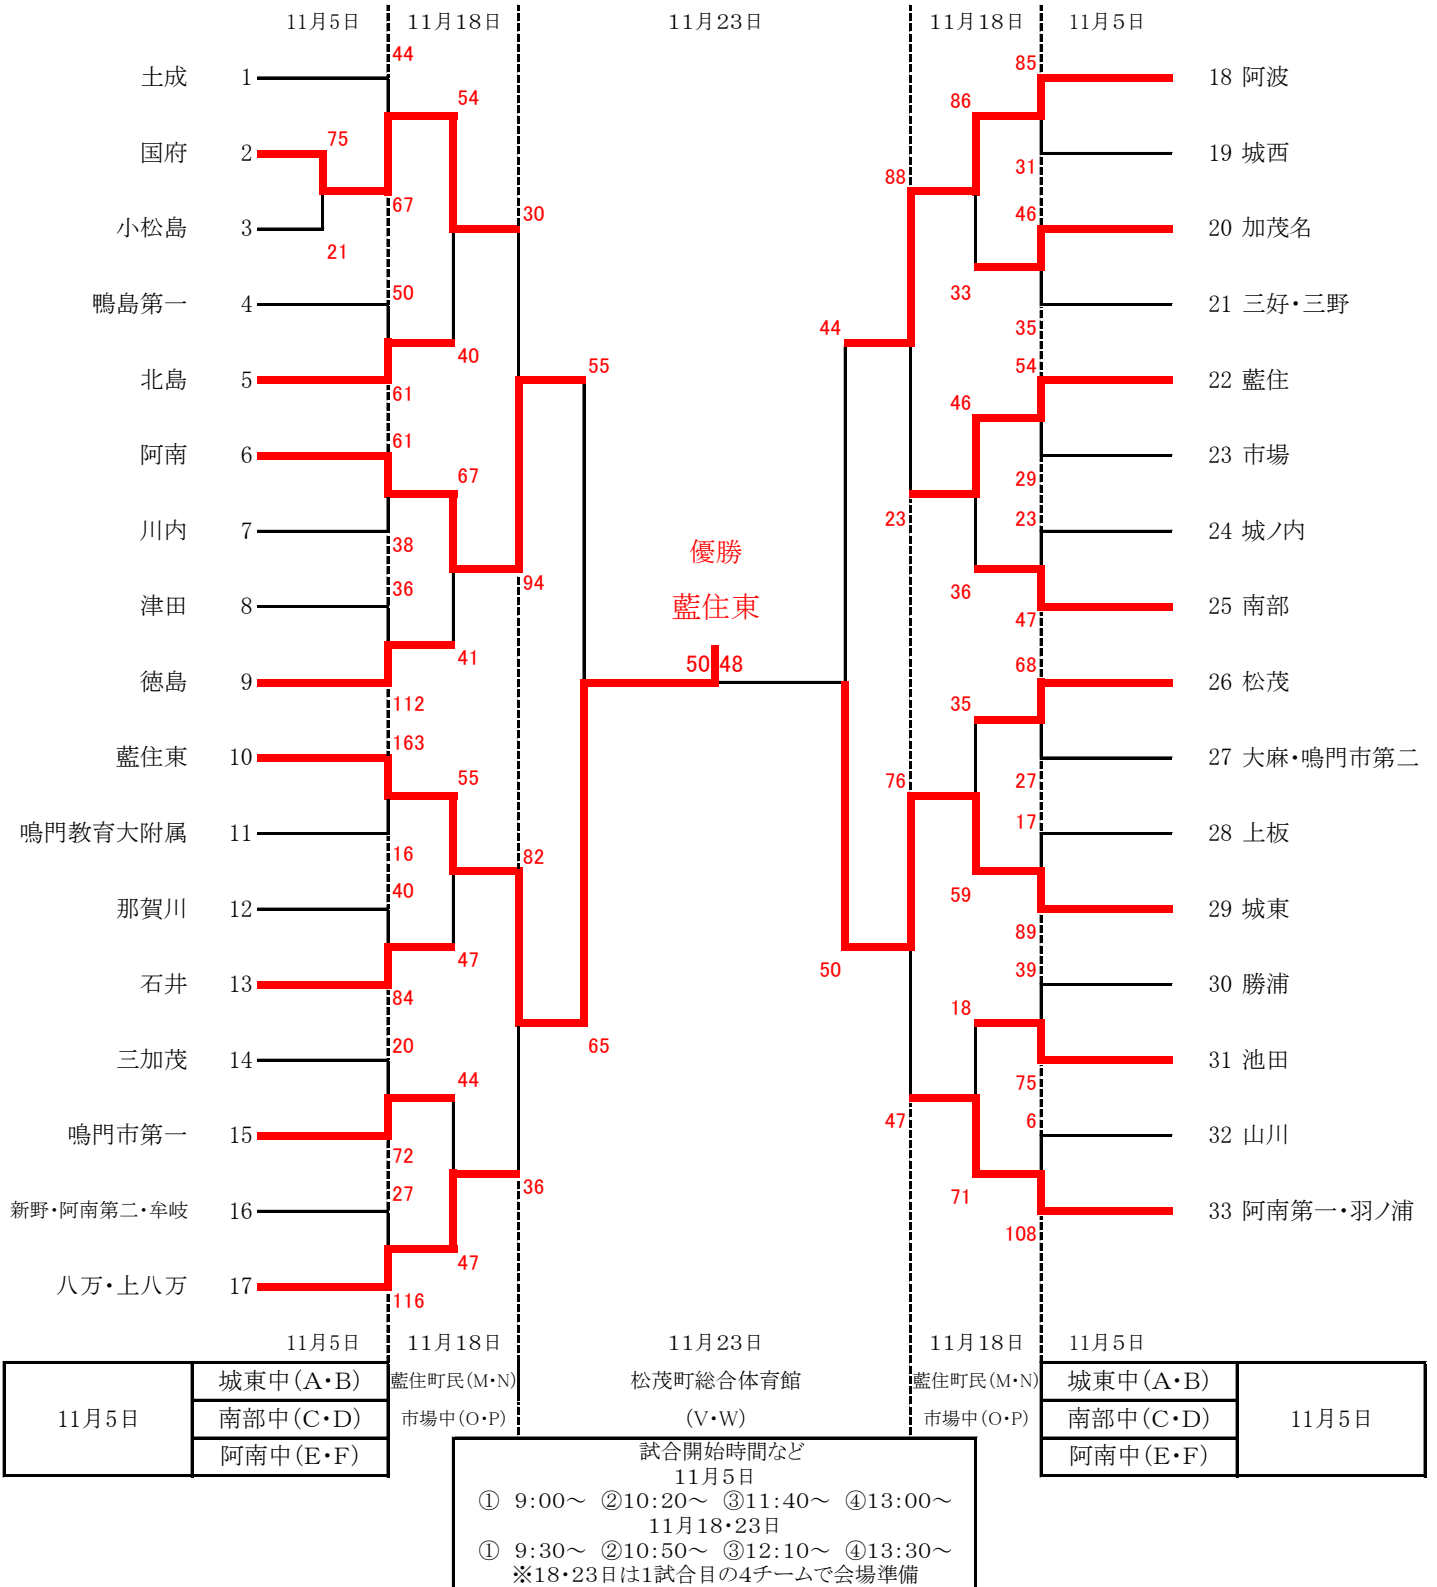 11月5日 11月18日 11月23日 11月18日 11月5日
44 85
土成 1 18 阿波
54 86
75
国府 2 19 城西
31
88
67 30 46
小松島 3 20 加茂名
21
50 33
鴨島第一 4 21 三好・三野
44 35
40 55 54
北島 5 22 藍住
61 46
61
阿南 6 23 市場
67 29
23 23
川内 7 24 城ノ内
38
優勝
36 94 36
津田 8 藍住東 25 南部
47
41 50 48 68
徳島 9 26 松茂
112 35
163
藍住東 10 27 大麻・鳴門市第二
55 76 27
17
鳴門教育大附属 11 28 上板
16 82
40 59
那賀川 12 29 城東
89
47 50 39
石井 13 30 勝浦
84 18
20 65
三加茂 14 31 池田
44 75
47 6
鳴門市第一 15 32 山川
72
27 36 71
新野・阿南第二・牟岐 16 33 阿南第一・羽ノ浦
108
47
八万・上八万 17
116
11月5日 11月18日 11月23日 11月18日 11月5日
城東中(A・B) 藍住町民(M・N) 松茂町総合体育館 藍住町民(M・N) 城東中(A・B)
11月5日 南部中(C・D) 市場中(O・P) (V・W) 市場中(O・P) 南部中(C・D) 11月5日
阿南中(E・F) 阿南中(E・F)
試合開始時間など
11月5日
① 9:00～ ②10:20～ ③11:40～ ④13:00～
11月18・23日
① 9:30～ ②10:50～ ③12:10～ ④13:30～
※18・23日は1試合目の4チームで会場準備